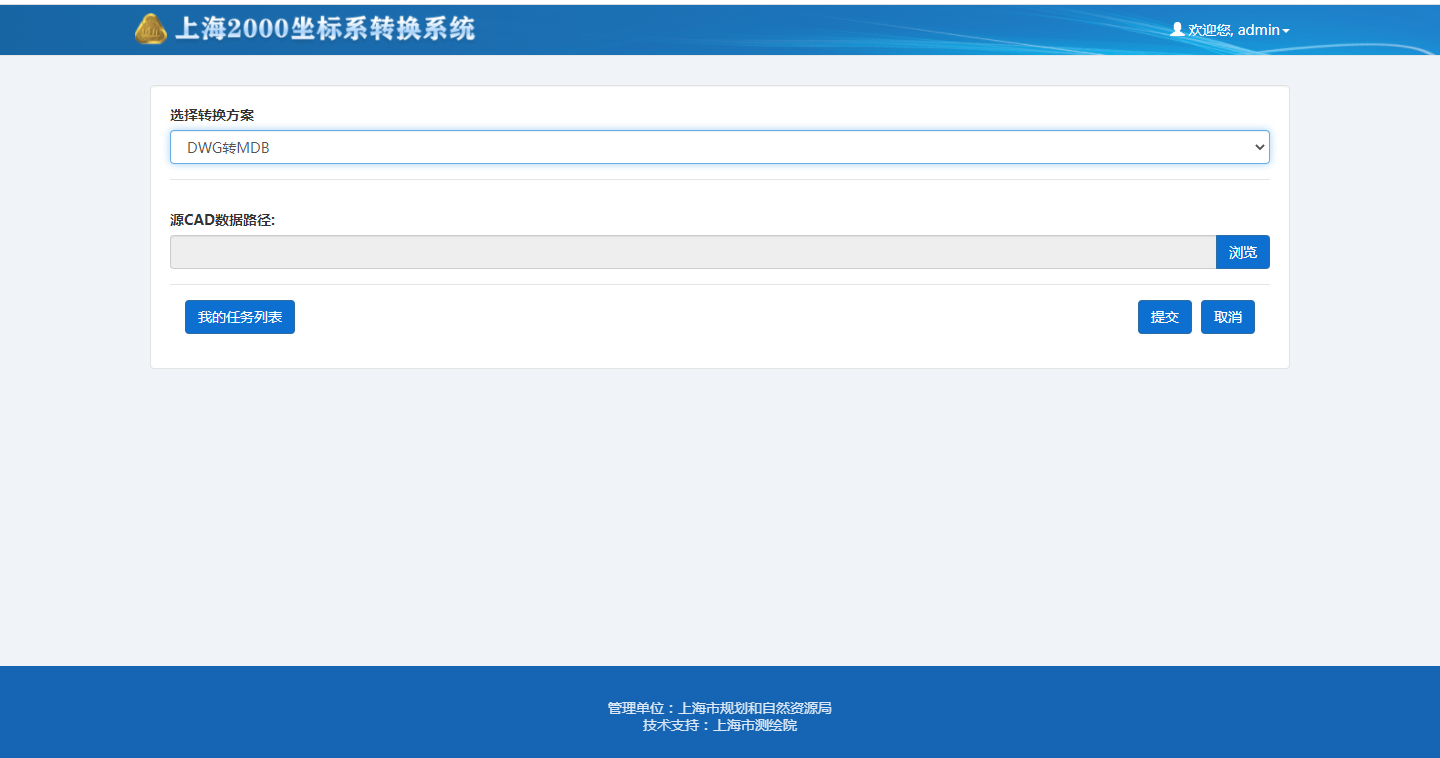 上海2000坐标系转换系统
欢迎您, admin
选择转换方案
DWG转MDB
源CAD数据路径:
浏览
我的任务列表
提交
取消
管理单位：上海市规划和自然资源局
技术支持：上海市测绘院